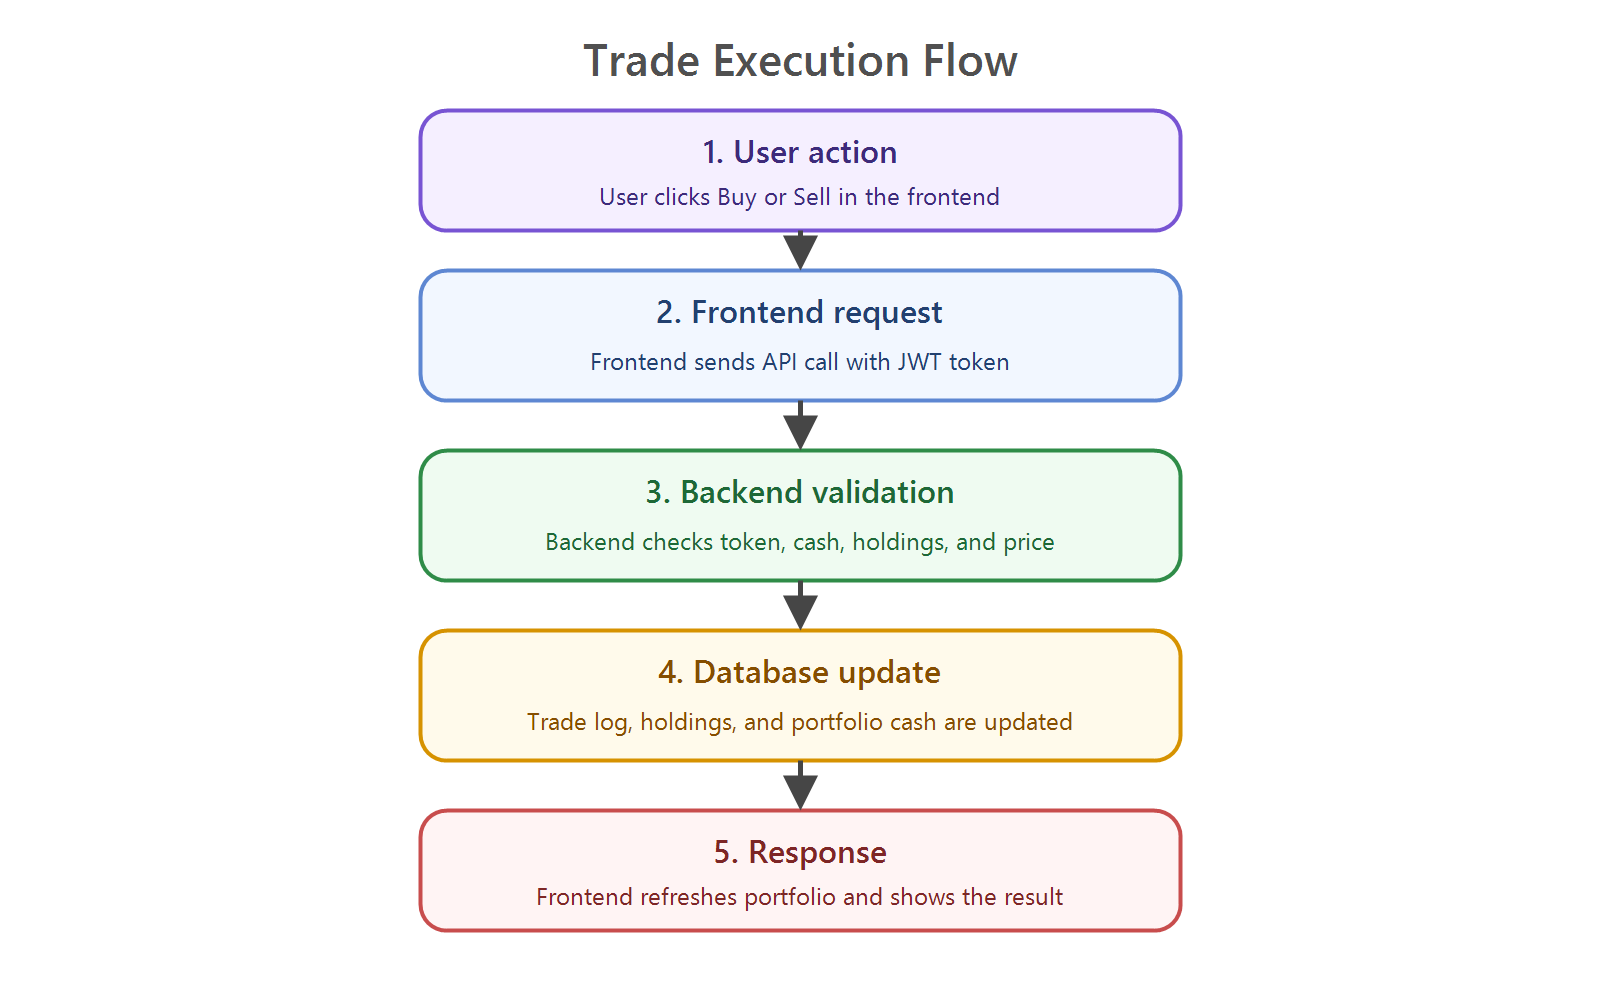 Trade Execution Flow
1. User action
User clicks Buy or Sell in the frontend
2. Frontend request
Frontend sends API call with JWT token
3. Backend validation
Backend checks token, cash, holdings, and price
4. Database update
Trade log, holdings, and portfolio cash are updated
5. Response
Frontend refreshes portfolio and shows the result